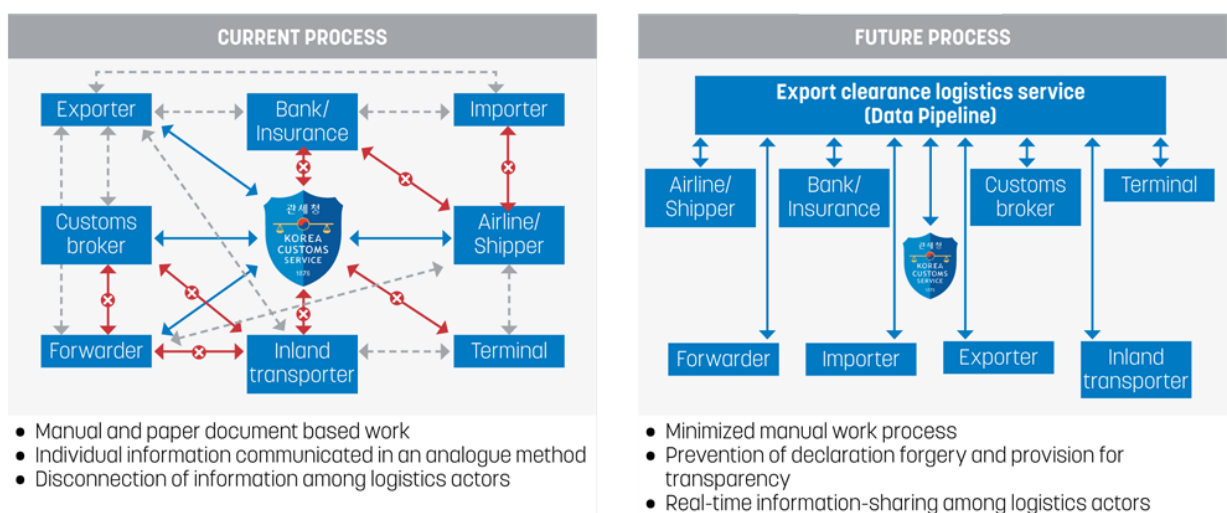 CURRENT PROCESS
Exporter
Bank/
Insurance
Importer
Customs
broker
관세청
KOREA
CUSTOMS
SERVICE
1878
Airline/
Shipper
Forwarder
Inland
transporter
Terminal
• Manual and paper document based work
• Individual information communicated in an analogue method
• Disconnection of information among logistics actors
FUTURE PROCESS
Export clearance logistics service
(Data Pipeline)
Airline/
Shipper
Bank/
Insurance
Customs
broker
Terminal
관세청
KOREA
CUSTOMS
SERVICE
1878
Forwarder
Importer
Exporter
Inland
transporter
• Minimized manual work process
• Prevention of declaration forgery and provision for
transparency
• Real-time information-sharing among logistics actors